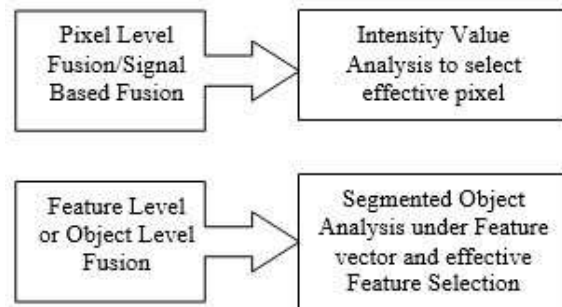 Pixel Level
Fusion/Signal
Based Fusion
Intensity Value
Analysis to select
effective pixel
Feature Level
or Object Level
Fusion
Segmented Object
Analysis under Feature
vector and effective
Feature Selection